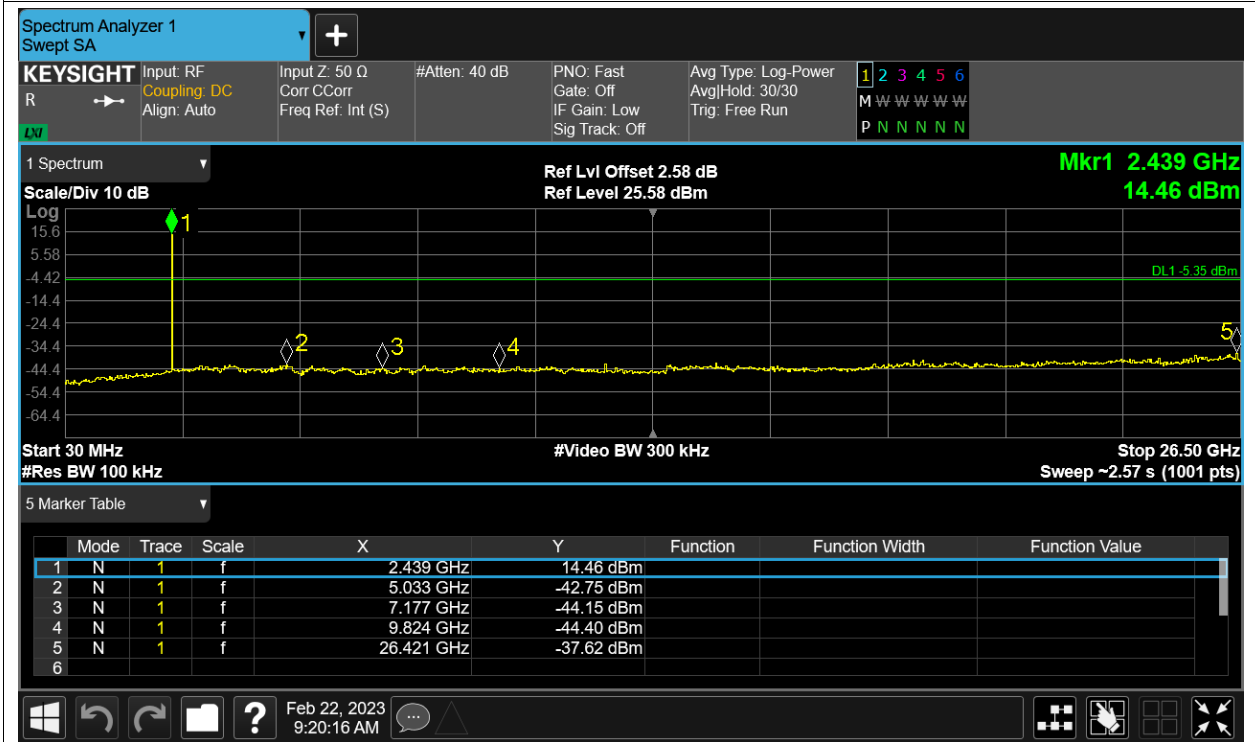 Spectrum Analyzer 1
Swept SA
+
KEYSIGHT Input: RF Input Z: 50 Ω #Atten: 40 dB PNO: Fast Avg Type: Log-Power 1 2 3 4 5 6
R Coupling: DC Corr CCorr Gate: Off Avg|Hold: 30/30 M W W W W W
Align: Auto Freq Ref: Int (S) IF Gain: Low Trig: Free Run
LXI Sig Track: Off P N N N N N
1 Spectrum Ref Lvl Offset 2.58 dB Mkr1 2.439 GHz
Scale/Div 10 dB Ref Level 25.58 dBm 14.46 dBm
Log
1
15.6
5.58
-4.42 DL1 -5.35 dBm
-14.4
-24.4
-34.4 2 3 4 5
-44.4
-54.4
-64.4
Start 30 MHz #Video BW 300 kHz Stop 26.50 GHz
#Res BW 100 kHz Sweep ~2.57 s (1001 pts)
5 Marker Table
Mode Trace Scale X Y Function Function Width Function Value
1 N 1 f 2.439 GHz 14.46 dBm
2 N 1 f 5.033 GHz -42.75 dBm
3 N 1 f 7.177 GHz -44.15 dBm
4 N 1 f 9.824 GHz -44.40 dBm
5 N 1 f 26.421 GHz -37.62 dBm
6
? Feb 22, 2023
9:20:16 AM